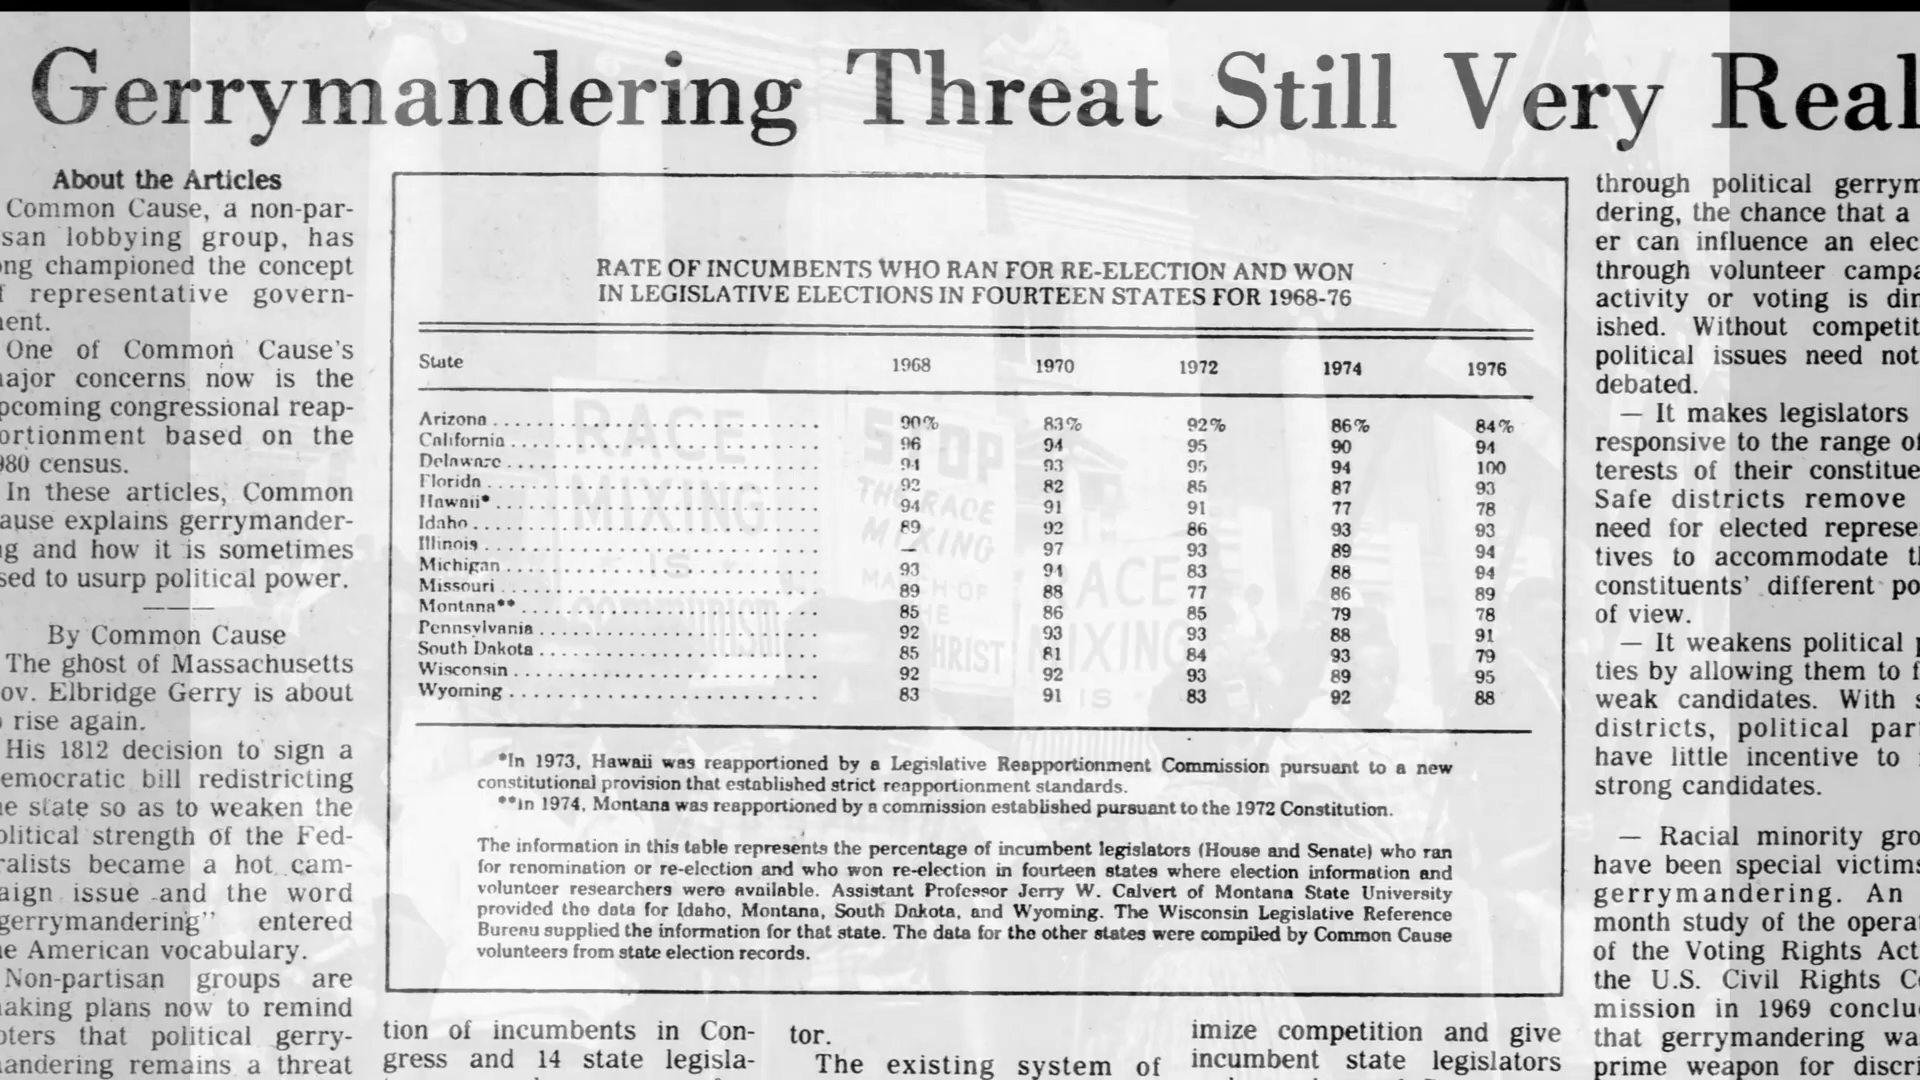 Gerrymandering Threat Still Very Real
About the Articles
Common Cause, a non-par-
san lobbying group, has
ong championed the concept
f representative govern-
ent.
One of Common Cause's
ajor concerns now is the
pcoming congressional reap-
ortionment based on the
980 census.
In these articles, Common
ause explains gerrymander-
g and how it is sometimes
sed to usurp political power.
By Common Cause
The ghost of Massachusetts
ov. Elbridge Gerry is about
rise again.
His 1812 decision to sign a
emocratic bill redistricting
e state so as to weaken the
olitical strength of the Fed-
ralists became a hot cam-
aign issue and the word
gerrymandering" entered
e American vocabulary.
Non-partisan groups are
aking plans now to remind
oters that political gerry-
andering remains a threat
RATE OF INCUMBENTS WHO RAN FOR RE-ELECTION AND WON
IN LEGISLATIVE ELECTIONS IN FOURTEEN STATES FOR 1968-76
State 1968 1970 1972 1974 1976
Arizona 90% 83% 92% 86% 84%
California 96 94 95 90 94
Delaware 94 93 95 94 100
Florida 92 82 85 87 93
Hawaii* 94 91 91 77 78
Idaho 89 92 86 93 93
Illinois — 97 93 89 94
Michigan 93 94 83 88 94
Missouri 89 88 77 86 89
Montana** 85 86 85 79 78
Pennsylvania 92 93 93 88 91
South Dakota 85 81 84 93 79
Wisconsin 92 92 93 89 95
Wyoming 83 91 83 92 88
*In 1973, Hawaii was reapportioned by a Legislative Reapportionment Commission pursuant to a new
constitutional provision that established strict reapportionment standards.
**In 1974, Montana was reapportioned by a commission established pursuant to the 1972 Constitution.
The information in this table represents the percentage of incumbent legislators (House and Senate) who ran
for renomination or re-election and who won re-election in fourteen states where election information and
volunteer researchers were available. Assistant Professor Jerry W. Calvert of Montana State University
provided the data for Idaho, Montana, South Dakota, and Wyoming. The Wisconsin Legislative Reference
Bureau supplied the information for that state. The data for the other states were compiled by Common Cause
volunteers from state election records.
tion of incumbents in Con-
gress and 14 state legisla-
tor.
The existing system of
imize competition and give
incumbent state legislators
through political gerrym
dering, the chance that a
er can influence an elec
through volunteer campa
activity or voting is dim
ished. Without competit
political issues need not
debated.
— It makes legislators
responsive to the range of
terests of their constitue
Safe districts remove
need for elected represe
tives to accommodate t
constituents' different po
of view.
— It weakens political p
ties by allowing them to f
weak candidates. With s
districts, political par
have little incentive to
strong candidates.
— Racial minority gro
have been special victims
gerrymandering. An
month study of the opera
of the Voting Rights Act
the U.S. Civil Rights C
mission in 1969 conclu
that gerrymandering wa
prime weapon for discri
RACE
MIXING
IS
COMMUNISM
STOP
THE RACE
MIXING
MARCH OF
THE
CHRIST
RACE
MIXING
IS